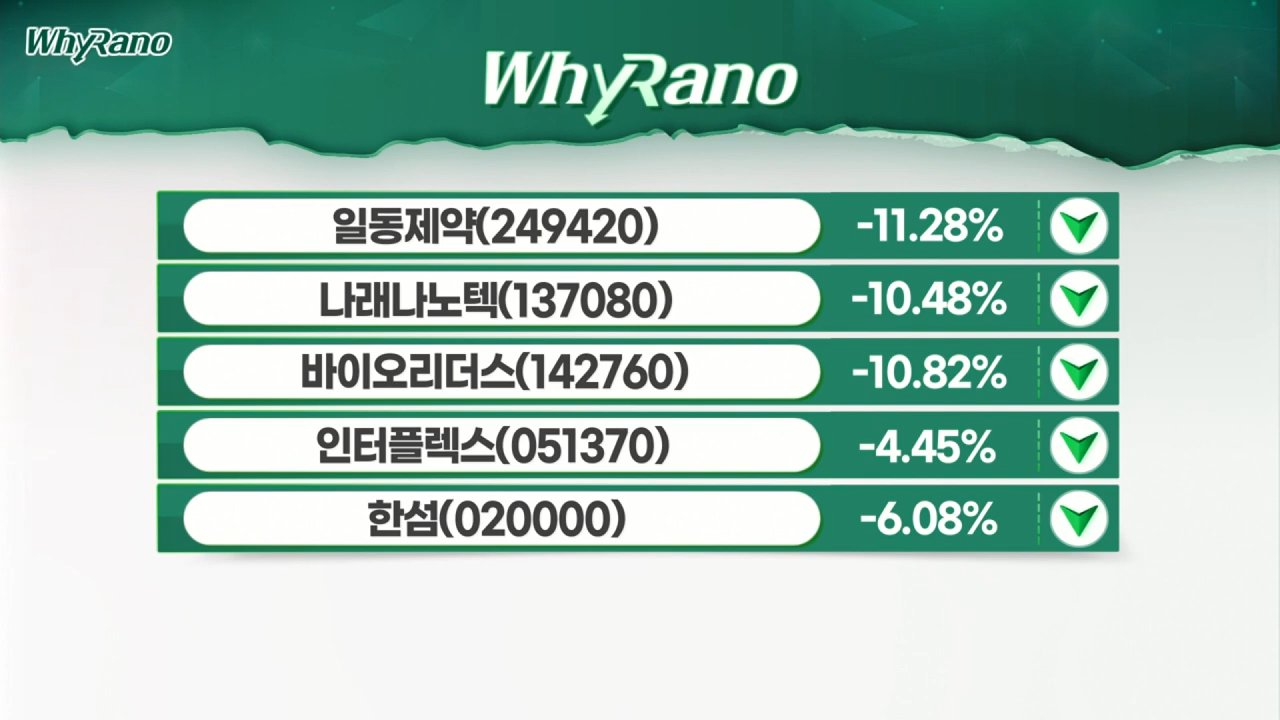 WhyRano
WhyRano
일동제약(249420) -11.28%
나래나노텍(137080) -10.48%
바이오리더스(142760) -10.82%
인터플렉스(051370) -4.45%
한섬(020000) -6.08%